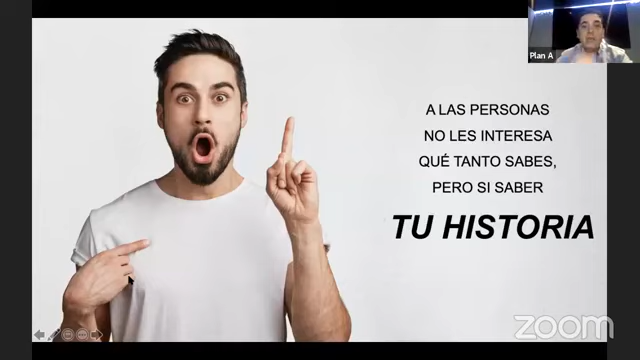 Plan A
A LAS PERSONAS
NO LES INTERESA
QUÉ TANTO SABES,
PERO SI SABER
TU HISTORIA
zoom